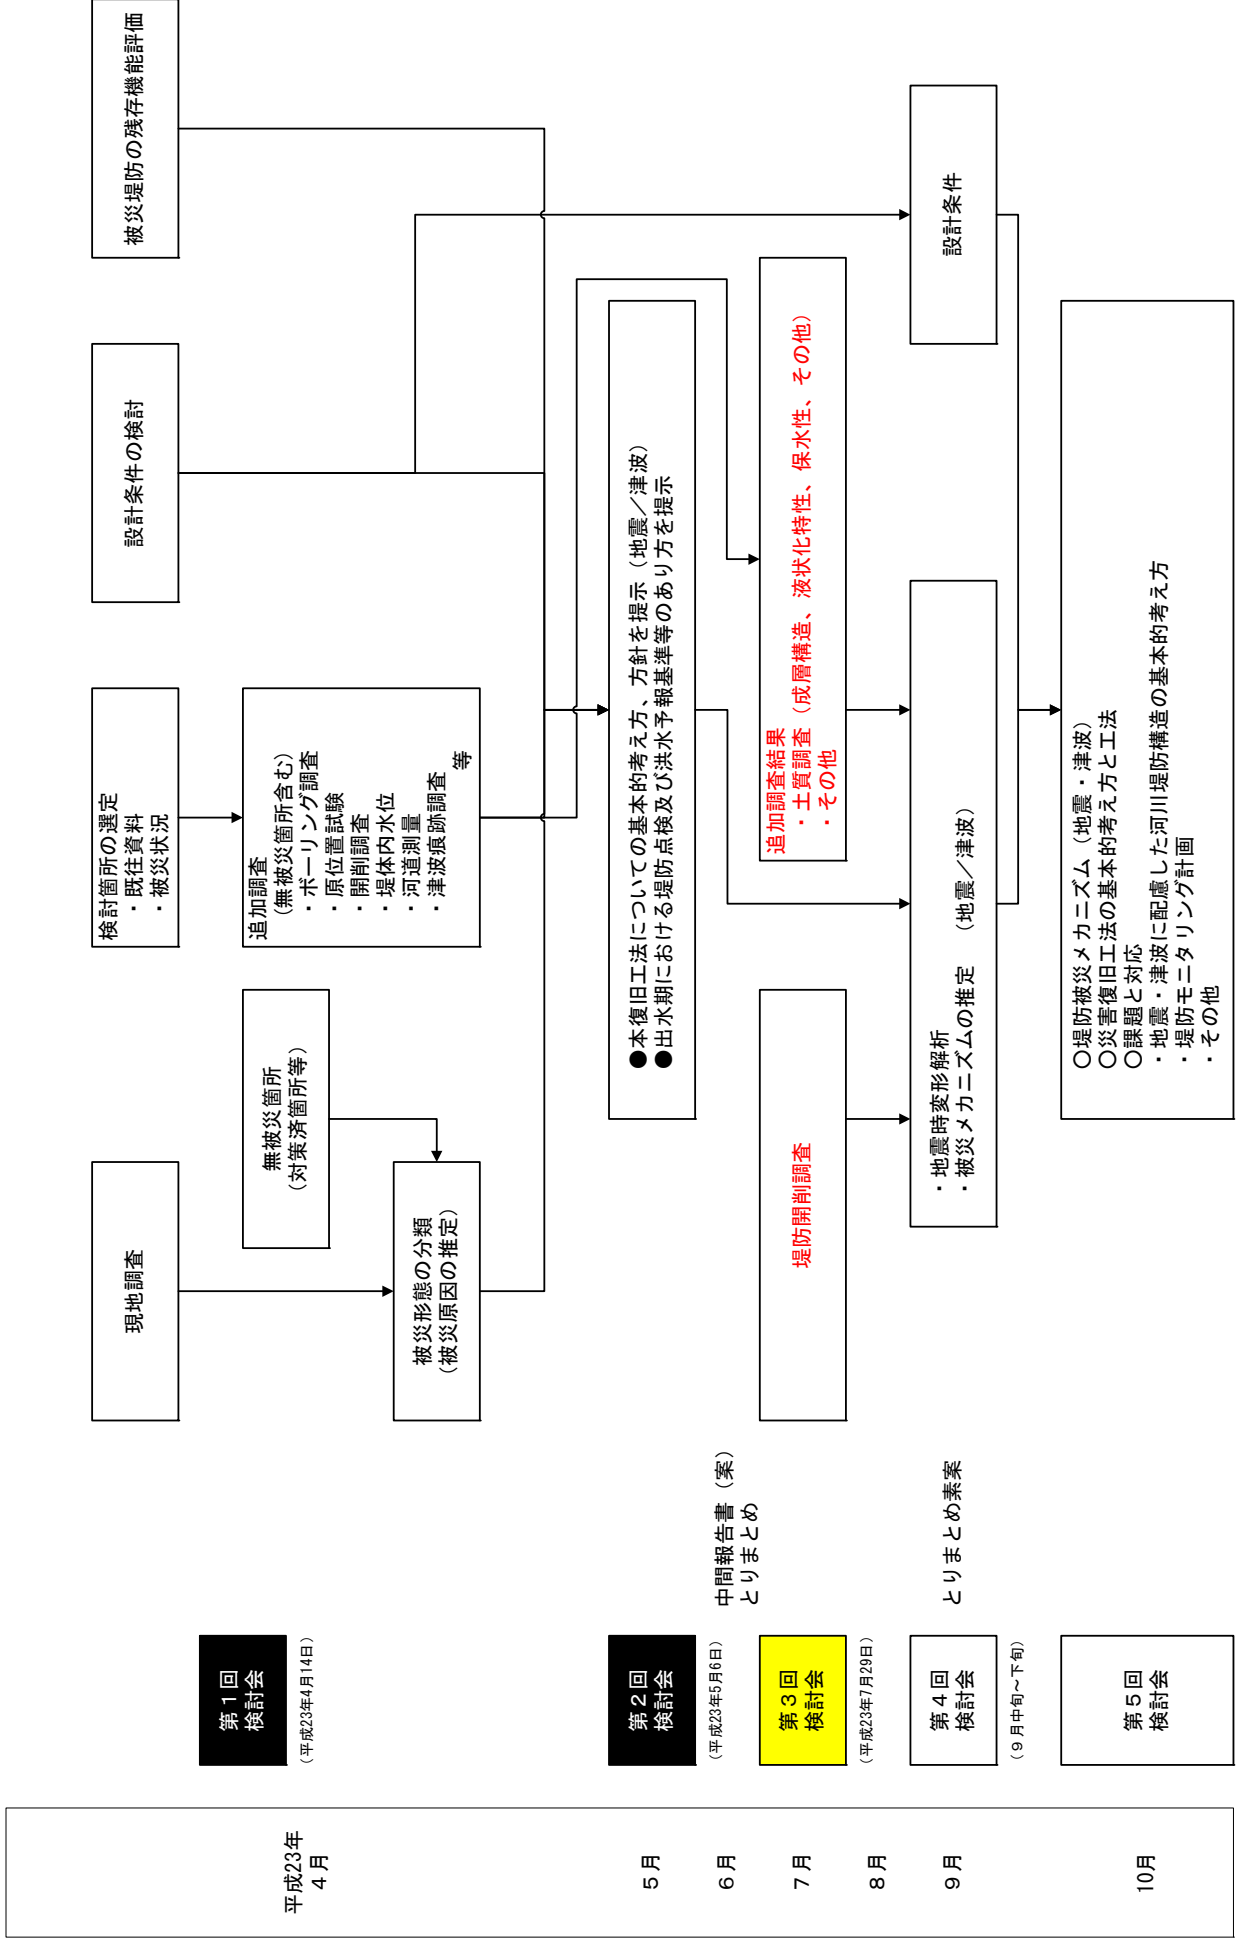 平成23年
４月
５月
６月
７月
８月
９月
10月
第１回
検討会
（平成23年4月14日）
第２回
検討会
（平成23年5月6日）
第３回
検討会
（平成23年7月29日）
第４回
検討会
（９月中旬～下旬）
第５回
検討会
中間報告書（案）
とりまとめ
とりまとめ素案
現地調査
無被災箇所
（対策済箇所等）
被災形態の分類
（被災原因の推定）
検討箇所の選定
・既往資料
・被災状況
追加調査
（無被災箇所含む）
・ボーリング調査
・原位置試験
・開削調査
・堤体内水位
・河道測量
・津波痕跡調査
等
設計条件の検討
被災堤防の残存機能評価
●本復旧工法についての基本的考え方、方針を提示（地震／津波）
●出水期における堤防点検及び洪水予報基準等のあり方を提示
堤防開削調査
追加調査結果
・土質調査（成層構造、液状化特性、保水性、その他）
・その他
・地震時変形解析
・被災メカニズムの推定　（地震／津波）
設計条件
○堤防被災メカニズム（地震・津波）
○災害復旧工法の基本的考え方と工法
○課題と対応
・地震・津波に配慮した河川堤防構造の基本的考え方
・堤防モニタリング計画
・その他